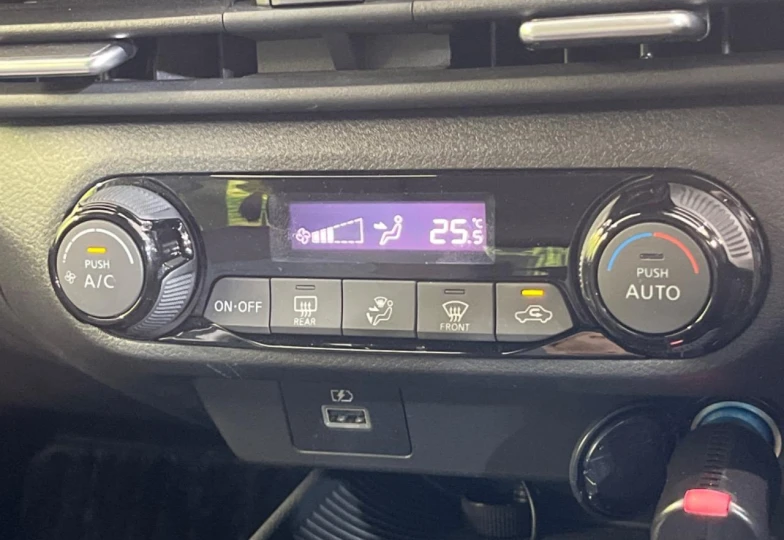 25.5°C
PUSH
A/C
PUSH
AUTO
ON·OFF
REAR
FRONT